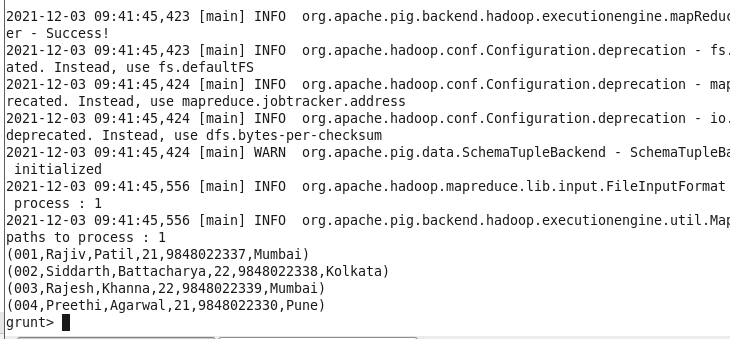 2021-12-03 09:41:45,423 [main] INFO  org.apache.pig.backend.hadoop.executionengine.mapReduc
er - Success!
2021-12-03 09:41:45,423 [main] INFO  org.apache.hadoop.conf.Configuration.deprecation - fs.
ated. Instead, use fs.defaultFS
2021-12-03 09:41:45,424 [main] INFO  org.apache.hadoop.conf.Configuration.deprecation - map
recated. Instead, use mapreduce.jobtracker.address
2021-12-03 09:41:45,424 [main] INFO  org.apache.hadoop.conf.Configuration.deprecation - io.
deprecated. Instead, use dfs.bytes-per-checksum
2021-12-03 09:41:45,424 [main] WARN  org.apache.pig.data.SchemaTupleBackend - SchemaTupleBa
 initialized
2021-12-03 09:41:45,556 [main] INFO  org.apache.hadoop.mapreduce.lib.input.FileInputFormat
 process : 1
2021-12-03 09:41:45,556 [main] INFO  org.apache.pig.backend.hadoop.executionengine.util.Map
paths to process : 1
(001,Rajiv,Patil,21,9848022337,Mumbai)
(002,Siddarth,Battacharya,22,9848022338,Kolkata)
(003,Rajesh,Khanna,22,9848022339,Mumbai)
(004,Preethi,Agarwal,21,9848022330,Pune)
grunt>